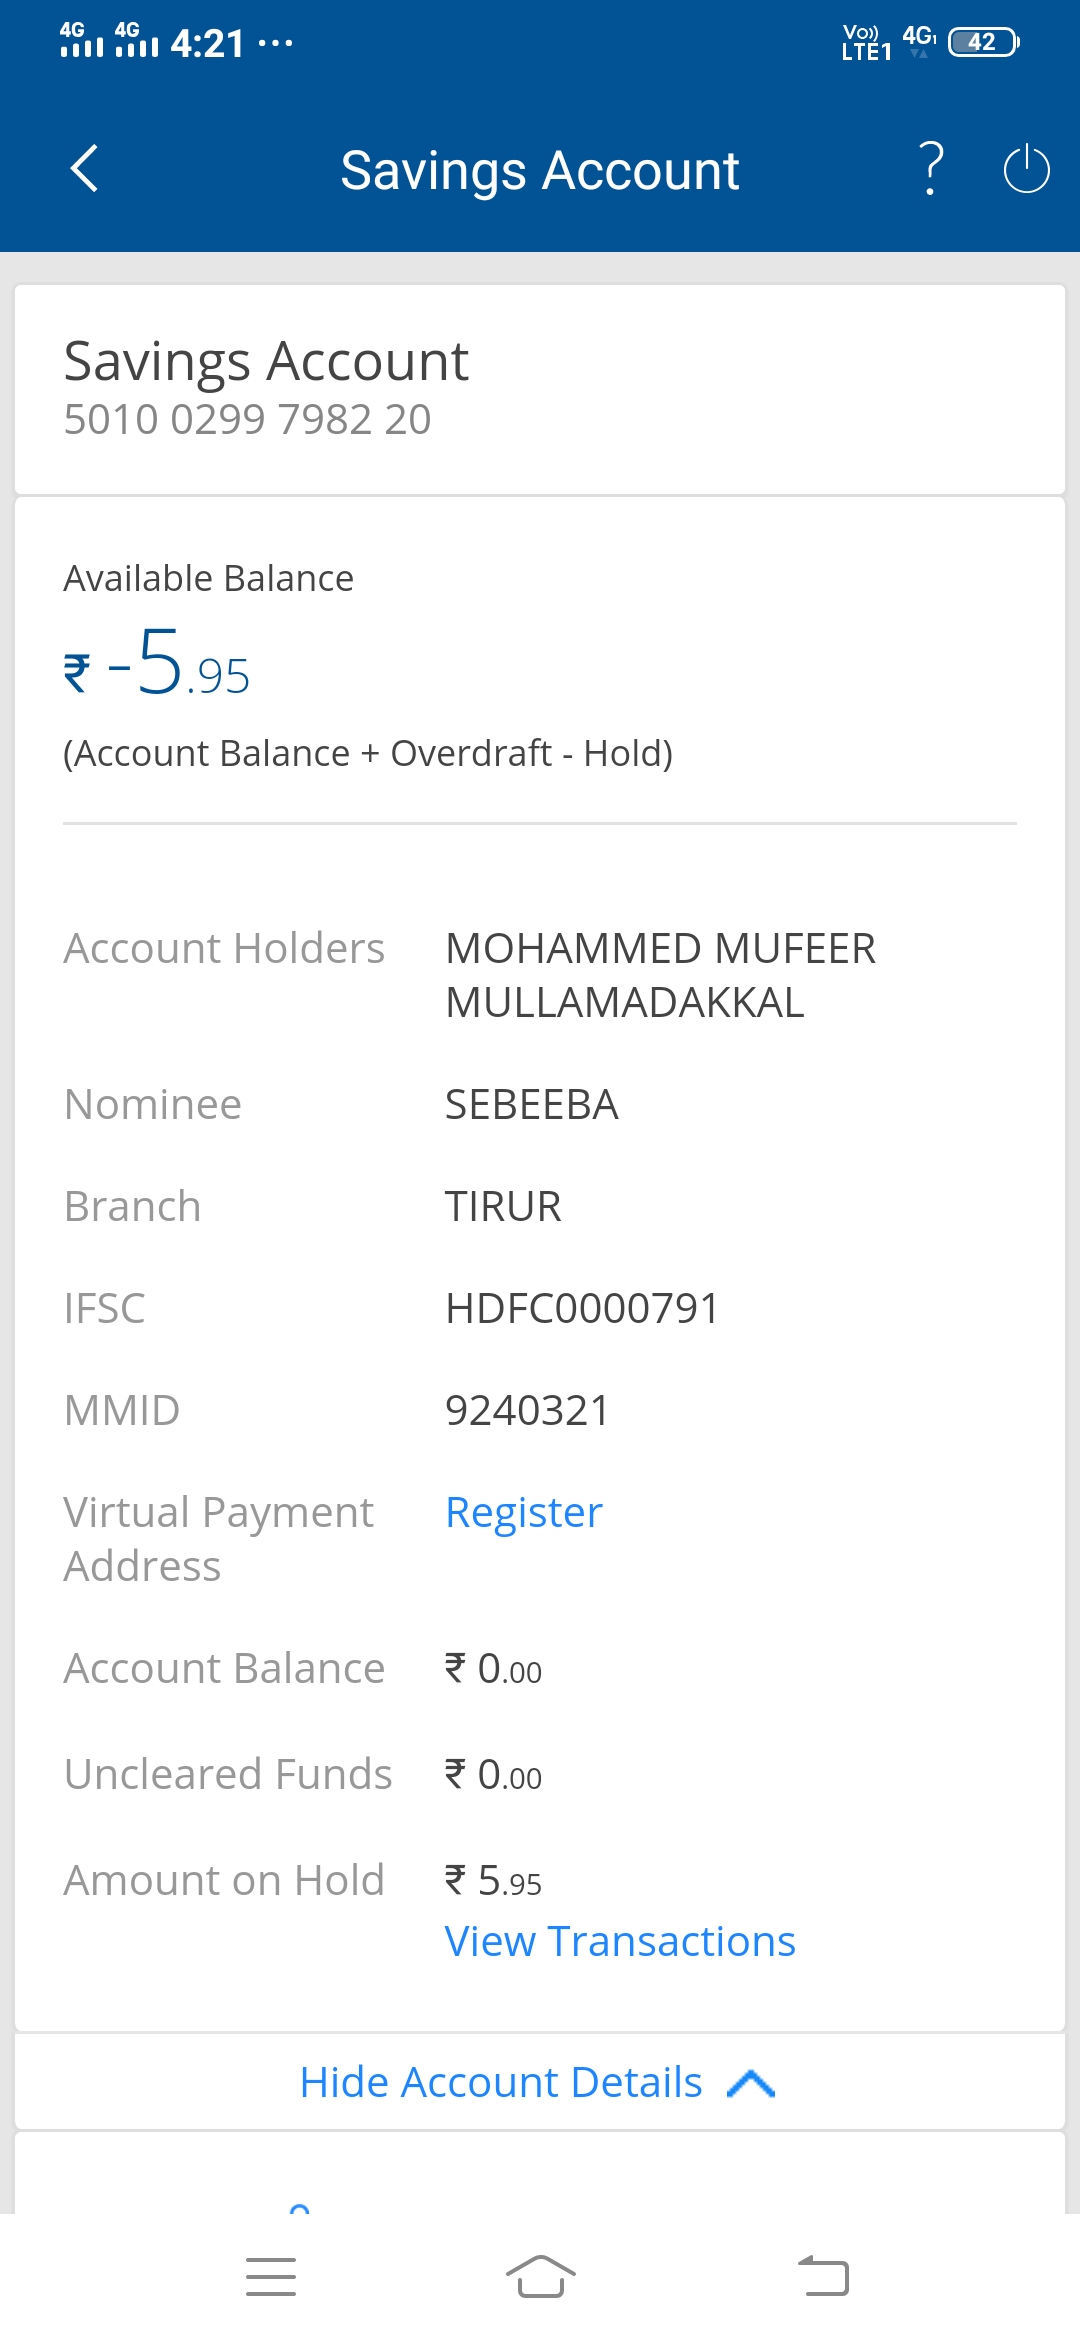 4G 4G 4:21 ... Vo)) LTE1 4G1 42
Savings Account ?
Savings Account
5010 0299 7982 20
Available Balance
₹ -5.95
(Account Balance + Overdraft - Hold)
Account Holders MOHAMMED MUFEER
MULLAMADAKKAL
Nominee SEBEEBA
Branch TIRUR
IFSC HDFC0000791
MMID 9240321
Virtual Payment Register
Address
Account Balance ₹ 0.00
Uncleared Funds ₹ 0.00
Amount on Hold ₹ 5.95
View Transactions
Hide Account Details